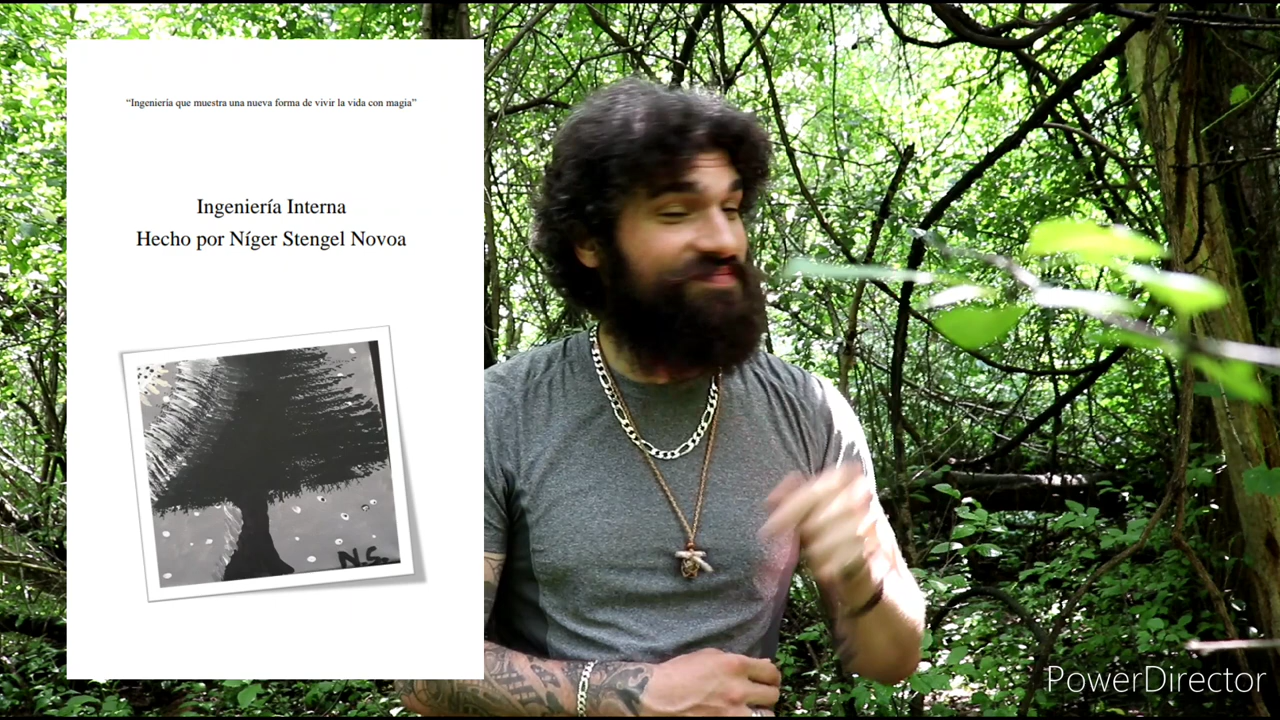 “Ingeniería que muestra una nueva forma de vivir la vida con magia”
Ingeniería Interna
Hecho por Níger Stengel Novoa
N.S.
PowerDirector